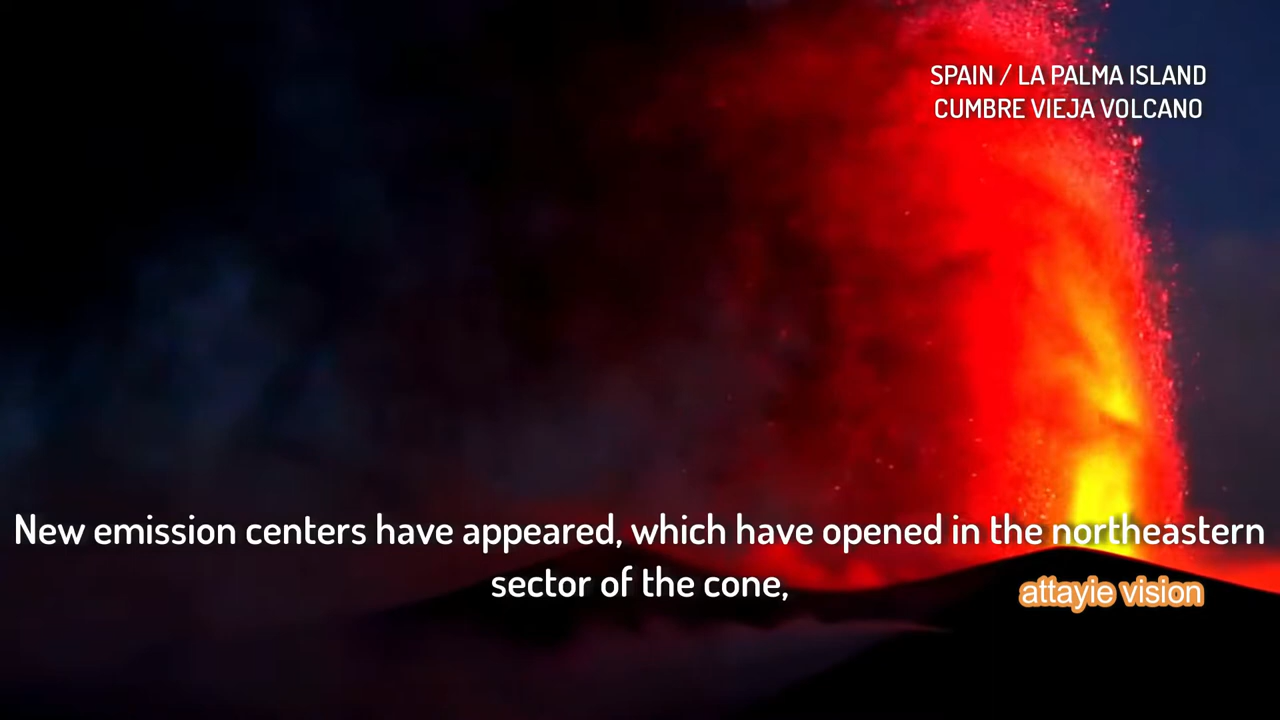 SPAIN / LA PALMA ISLAND
CUMBRE VIEJA VOLCANO
New emission centers have appeared, which have opened in the northeastern
sector of the cone,
attayie vision